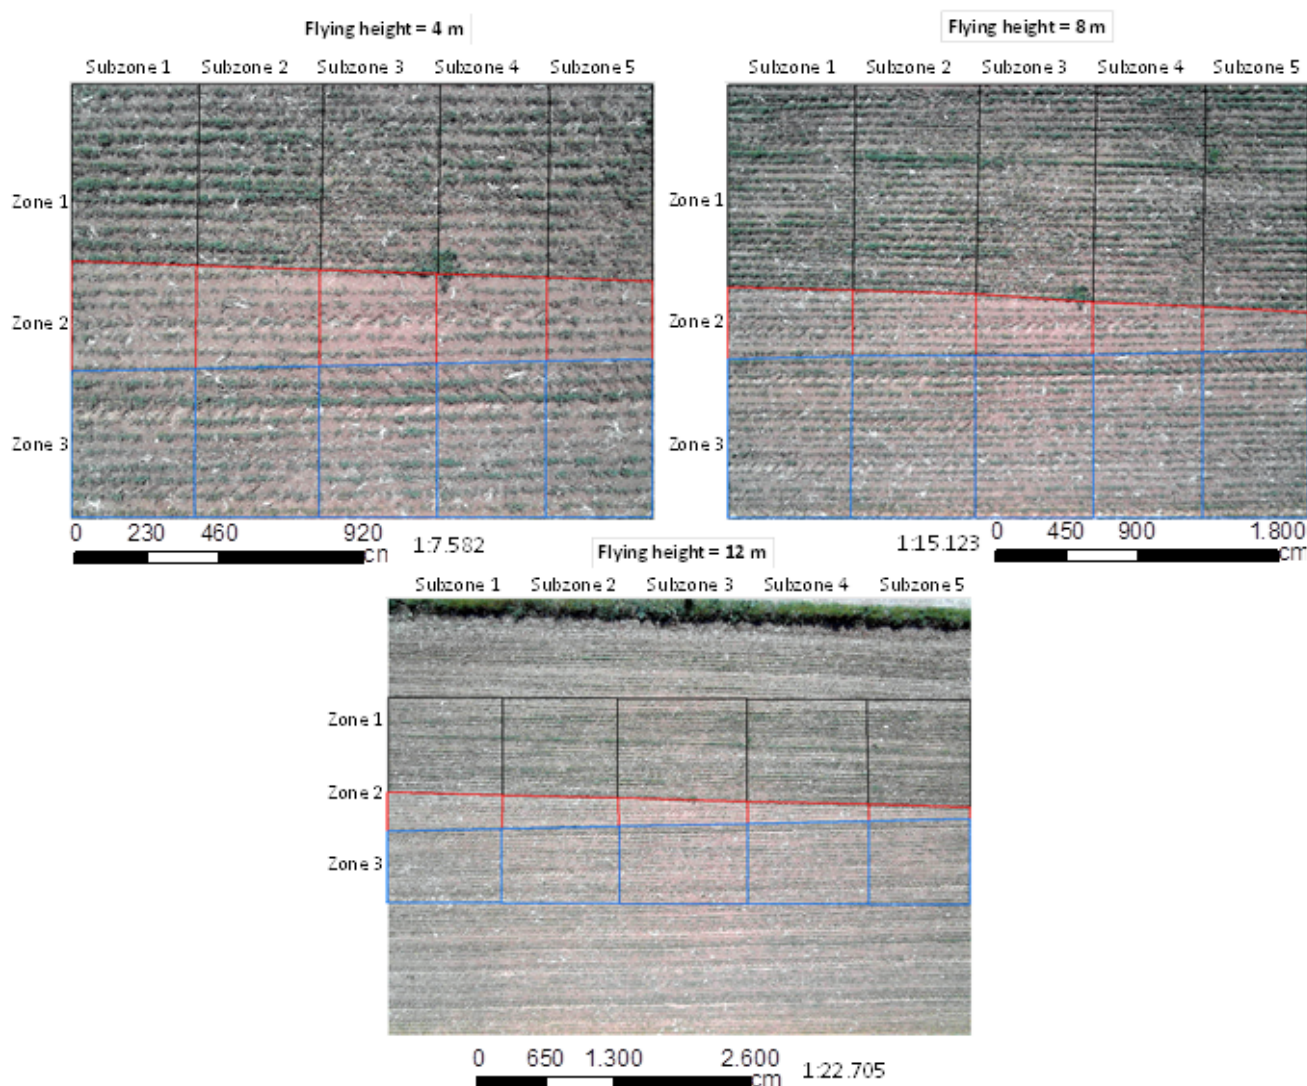 Flying height = 4 m
Subzone 1 Subzone 2 Subzone 3 Subzone 4 Subzone 5
Zone 1
Zone 2
Zone 3
0 230 460 920
cm 1:7.582
Flying height = 8 m
Subzone 1 Subzone 2 Subzone 3 Subzone 4 Subzone 5
Zone 1
Zone 2
Zone 3
1:15.123 0 450 900 1.800
cm
Flying height = 12 m
Subzone 1 Subzone 2 Subzone 3 Subzone 4 Subzone 5
Zone 1
Zone 2
Zone 3
0 650 1.300 2.600
cm 1:22.705